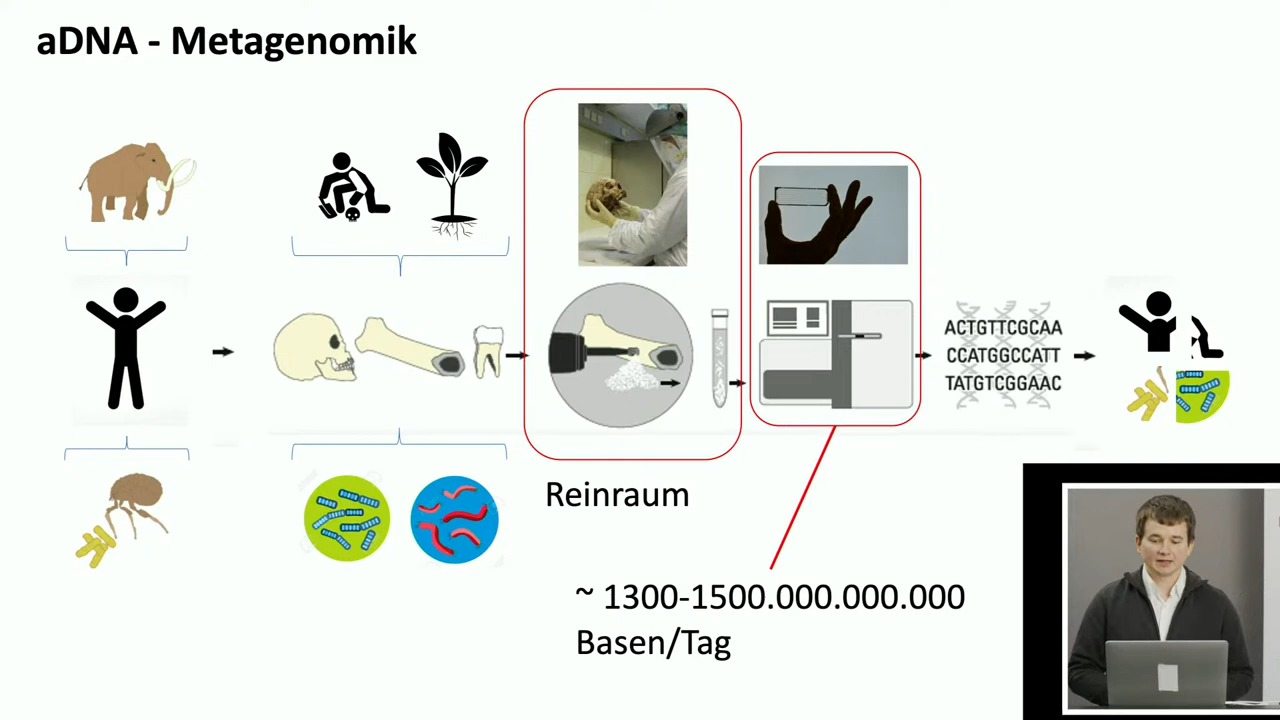 aDNA - Metagenomik
ACTGTTCGCAA
CCATGGCCATT
TATGTCGGAAC
Reinraum
~ 1300-1500.000.000.000
Basen/Tag